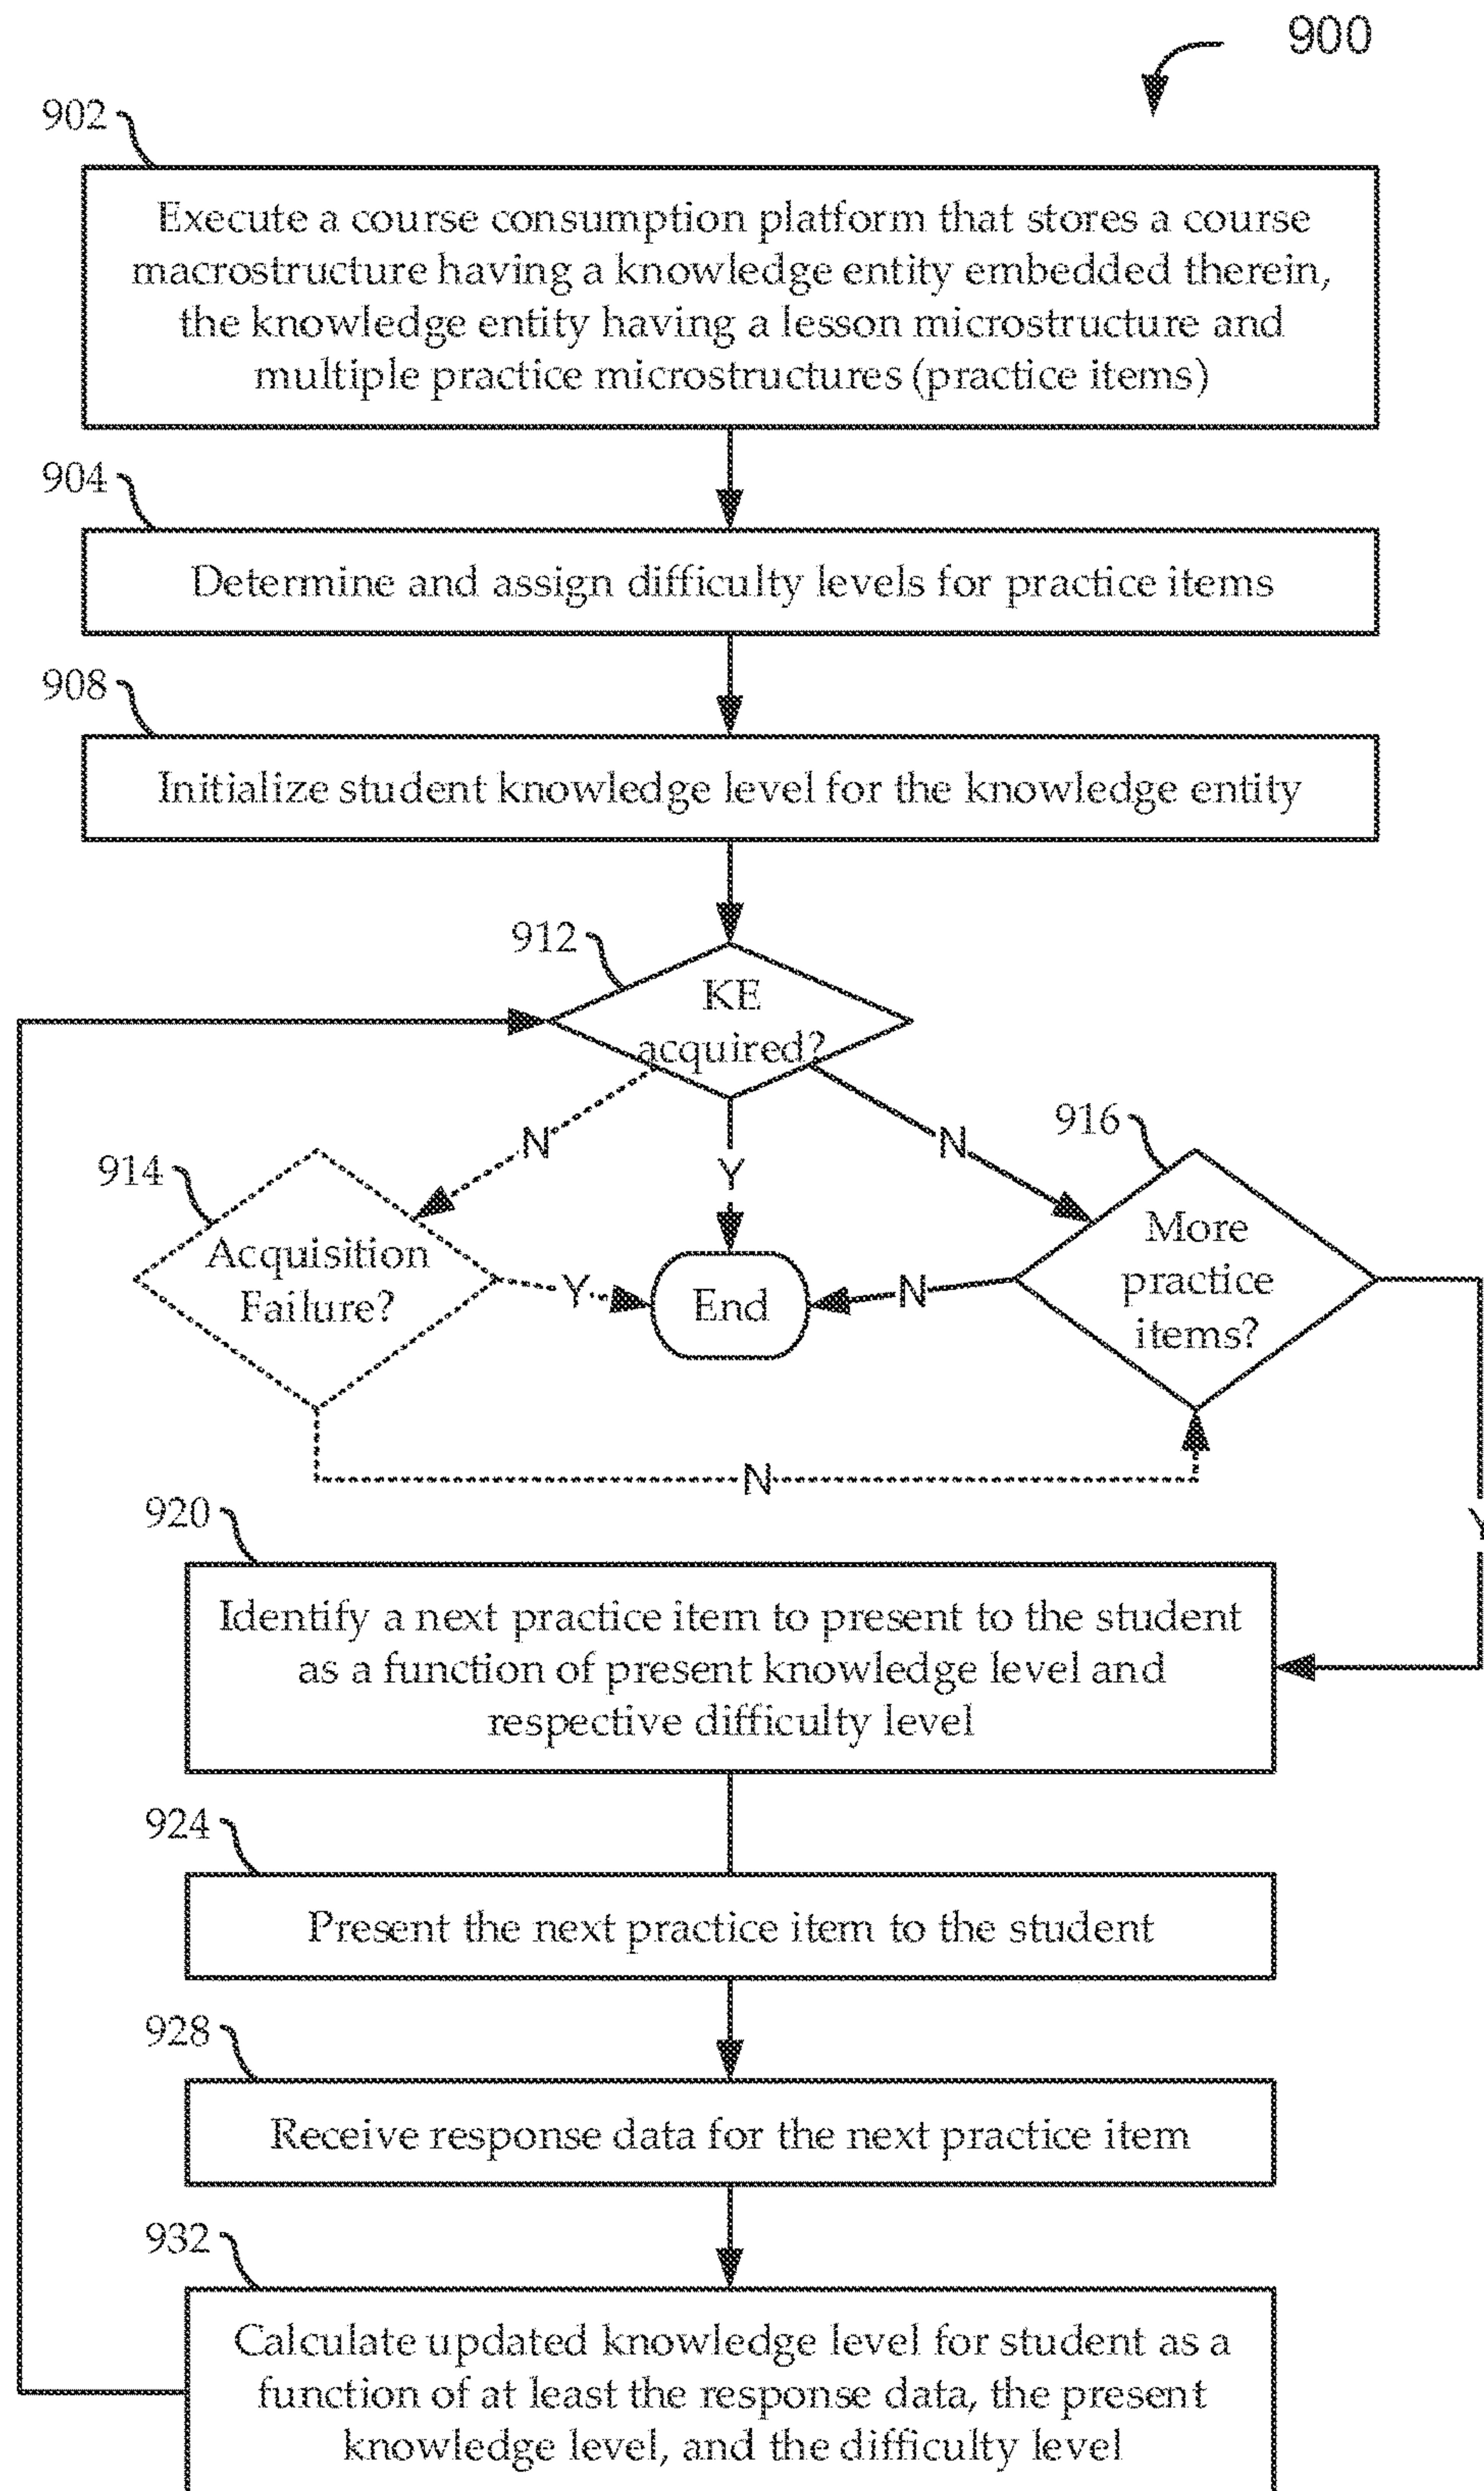 900
902
Execute a course consumption platform that stores a course
macrostructure having a knowledge entity embedded therein,
the knowledge entity having a lesson microstructure and
multiple practice microstructures (practice items)
904
Determine and assign difficulty levels for practice items
908
Initialize student knowledge level for the knowledge entity
912
KE
acquired?
N
Y
N
914
Acquisition
Failure?
Y
End
N
916
More
practice
items?
N
Y
920
Identify a next practice item to present to the student
as a function of present knowledge level and
respective difficulty level
924
Present the next practice item to the student
928
Receive response data for the next practice item
932
Calculate updated knowledge level for student as a
function of at least the response data, the present
knowledge level, and the difficulty level